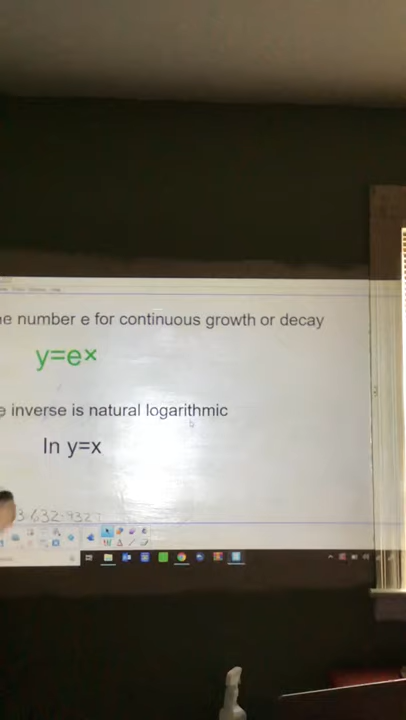 number e for continuous growth or decay
y=eˣ
inverse is natural logarithmic
ln y=x